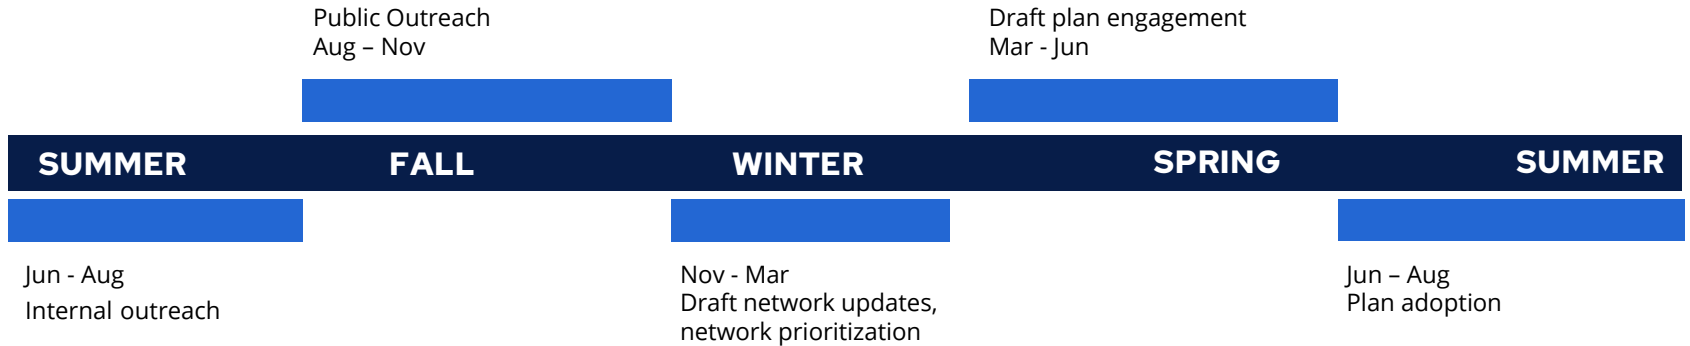 Public Outreach
Aug – Nov
Draft plan engagement
Mar - Jun
SUMMER
FALL
WINTER
SPRING
SUMMER
Jun - Aug
Internal outreach
Nov - Mar
Draft network updates,
network prioritization
Jun – Aug
Plan adoption